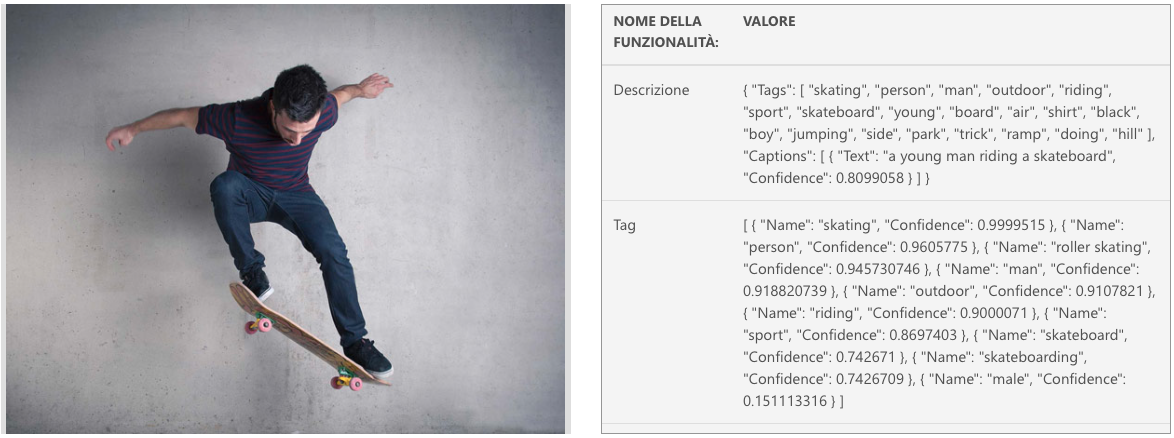 NOME DELLA FUNZIONALITÀ: VALORE
Descrizione
{ "Tags": [ "skating", "person", "man", "outdoor", "riding",
"sport", "skateboard", "young", "board", "air", "shirt", "black",
"boy", "jumping", "side", "park", "trick", "ramp", "doing", "hill" ],
"Captions": [ { "Text": "a young man riding a skateboard",
"Confidence": 0.8099058 } ] }
Tag
[ { "Name": "skating", "Confidence": 0.9999515 }, { "Name":
"person", "Confidence": 0.9605775 }, { "Name": "roller skating",
"Confidence": 0.945730746 }, { "Name": "man", "Confidence":
0.918820739 }, { "Name": "outdoor", "Confidence": 0.9107821 },
{ "Name": "riding", "Confidence": 0.9000071 }, { "Name":
"sport", "Confidence": 0.8697403 }, { "Name": "skateboard",
"Confidence": 0.742671 }, { "Name": "skateboarding",
"Confidence": 0.7426709 }, { "Name": "male", "Confidence":
0.151113316 } ]